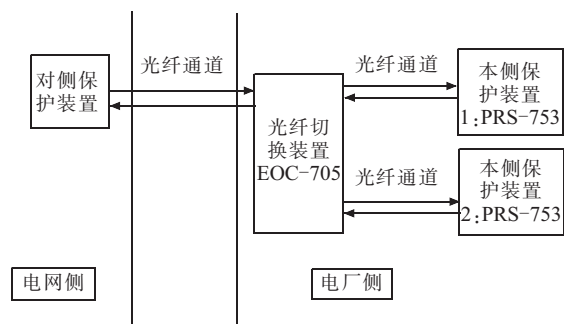 对侧保
护装置
光纤通道
光纤切
换装置
EOC-705
光纤通道
本侧保
护装置
1:PRS-753
光纤通道
本侧保
护装置
2:PRS-753
电网侧
电厂侧